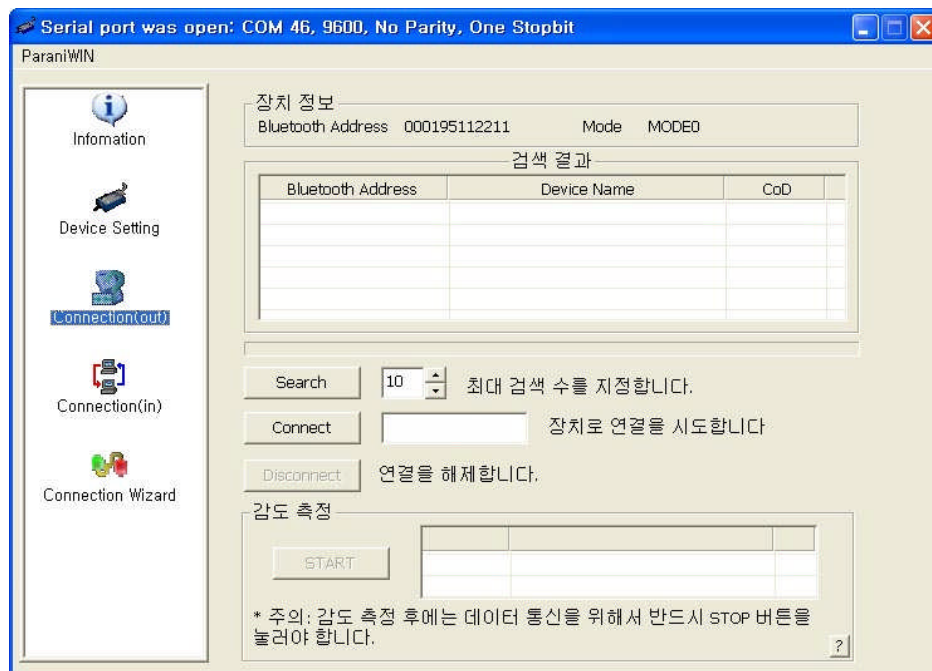 Serial port was open: COM 46, 9600, No Parity, One Stopbit
ParaniWIN
Infomation
Device Setting
Connection(out)
Connection(in)
Connection Wizard
장치 정보
Bluetooth Address 000195112211 Mode MODE0
검색 결과
Bluetooth Address Device Name CoD
Search 10 최대 검색 수를 지정합니다.
Connect 장치로 연결을 시도합니다
Disconnect 연결을 해제합니다.
감도 측정
START
* 주의: 감도 측정 후에는 데이터 통신을 위해서 반드시 STOP 버튼을
눌러야 합니다.
?